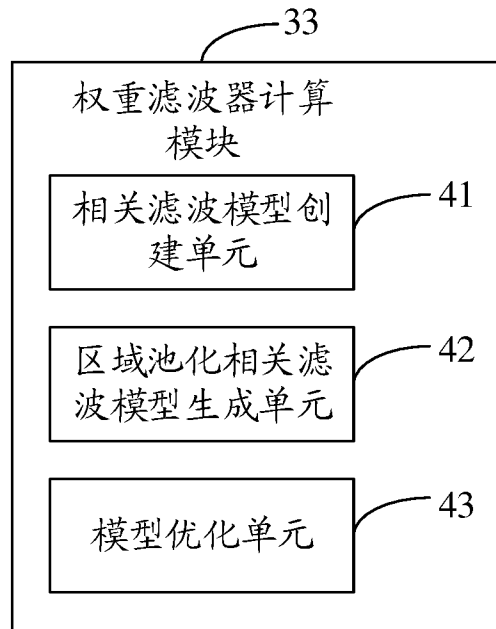 33
权重滤波器计算
模块
相关滤波模型创
建单元
41
区域池化相关滤
波模型生成单元
42
模型优化单元
43